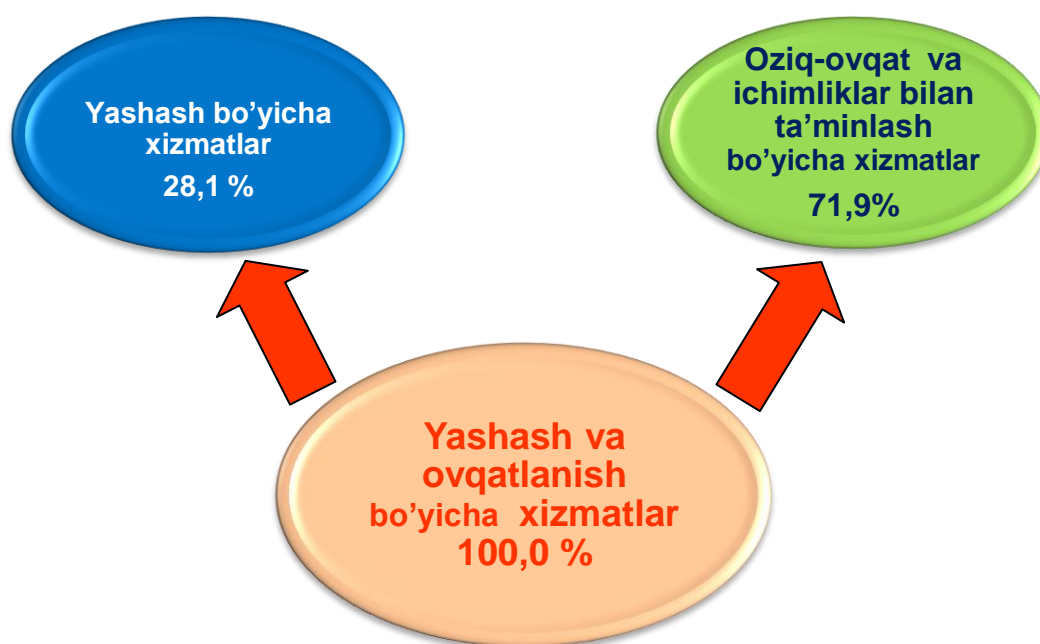 Yashash bo’yicha
xizmatlar
28,1 %
Oziq-ovqat va
ichimliklar bilan
ta’minlash
bo’yicha xizmatlar
71,9%
Yashash va
ovqatlanish
bo’yicha xizmatlar
100,0 %